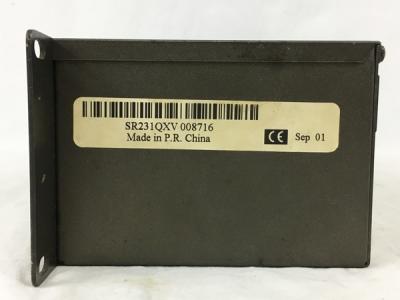 SR231QXV 008716
Made in P.R. China
CE Sep 01